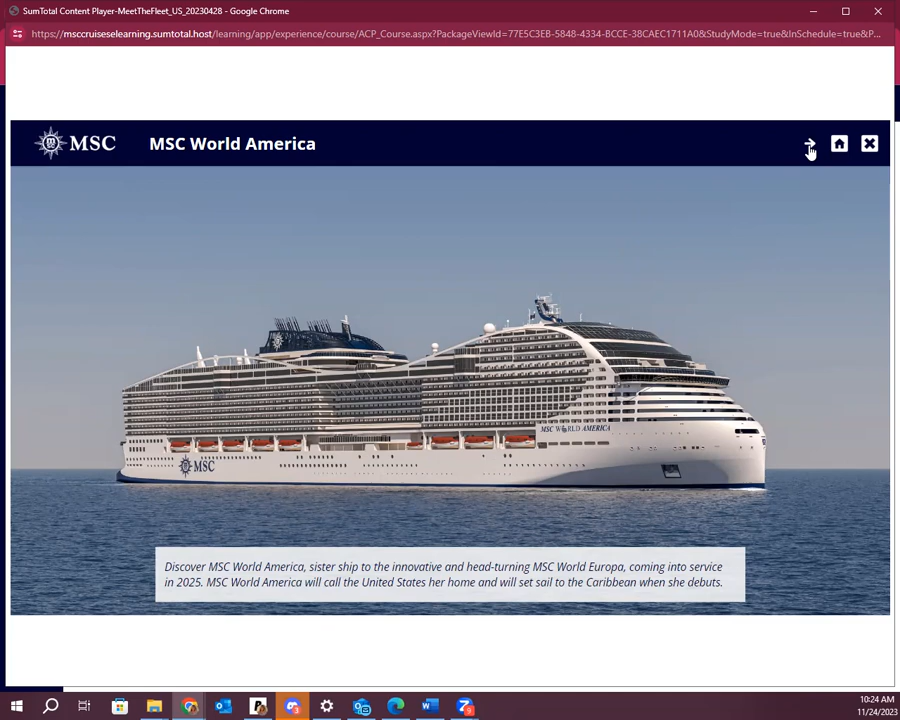 SumTotal Content Player-MeetTheFleet_US_20230428 - Google Chrome
https://msccruiseselearning.sumtotal.host/learning/app/experience/course/ACP_Course.aspx?PackageViewId=77E5C3EB-5848-4334-BCCE-38CAEC1711A0&StudyMode=true&InSchedule=true&P...
MSC MSC World America
MSC WORLD AMERICA
MSC
Discover MSC World America, sister ship to the innovative and head-turning MSC World Europa, coming into service
in 2025. MSC World America will call the United States her home and will set sail to the Caribbean when she debuts.
10:24 AM
11/24/2023